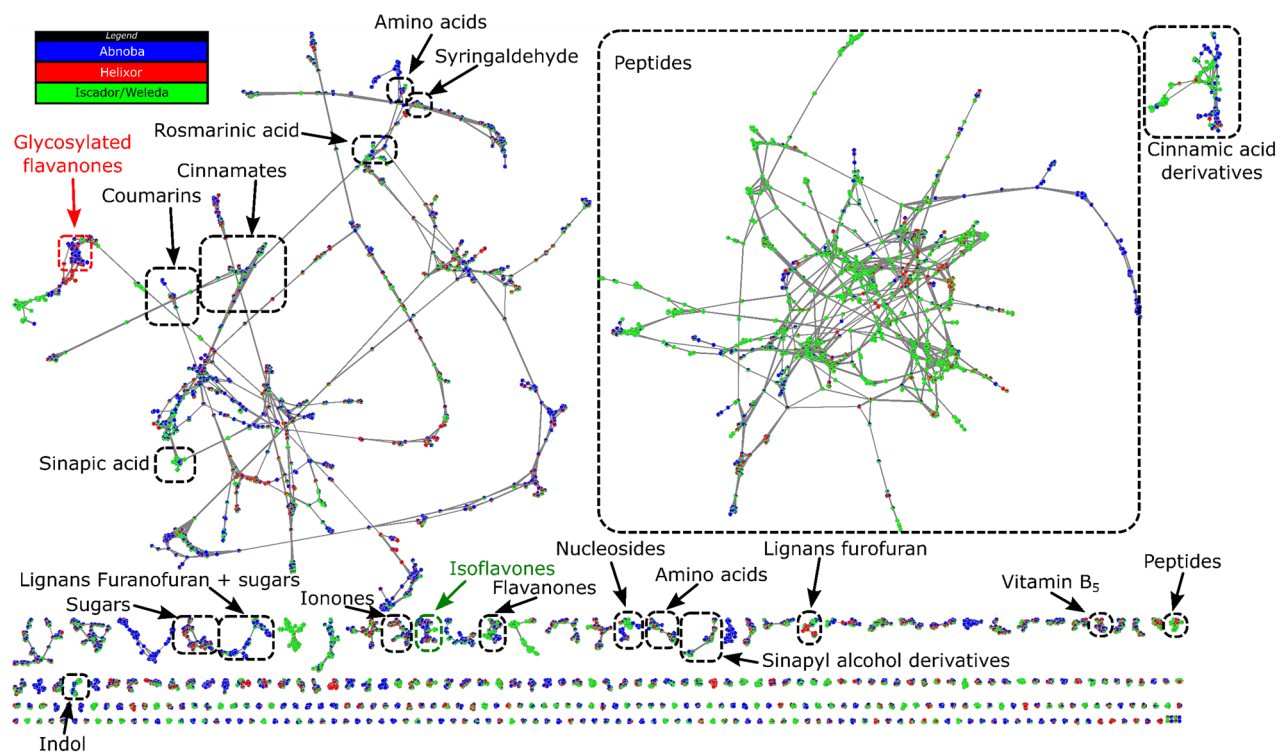 Legend
Abnoba
Helixor
Iscador/Weleda
Amino acids
Syringaldehyde
Rosmarinic acid
Glycosylated
flavanones
Cinnamates
Coumarins
Sinapic acid
Peptides
Cinnamic acid
derivatives
Lignans Furanofuran + sugars
Sugars
Ionones
Isoflavones
Flavanones
Nucleosides
Amino acids
Lignans furofuran
Sinapyl alcohol derivatives
Vitamin B₅
Peptides
Indol